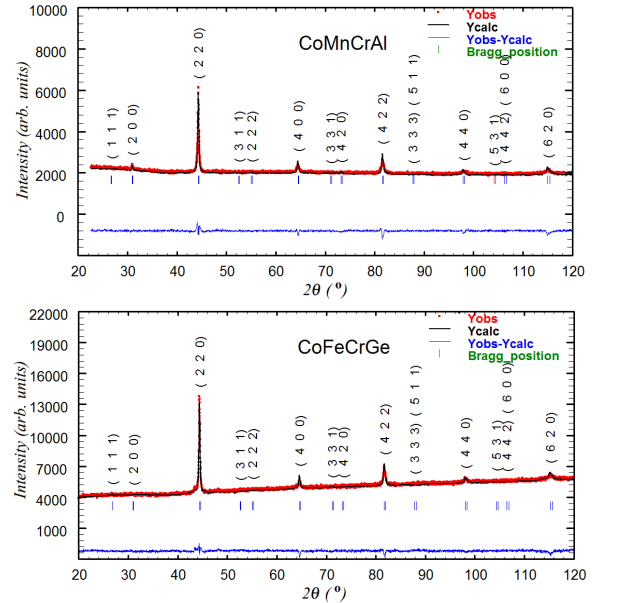 10000
8000
6000
4000
2000
0
Intensity (arb. units)
CoMnCrAl
Yobs
Ycalc
Yobs-Ycalc
Bragg_position
( 1 1 1)
( 2 0 0)
( 2 2 0)
( 3 1 1)
( 2 2 2)
( 4 0 0)
( 3 3 1)
( 4 2 0)
( 4 2 2)
( 3 3 3) ( 5 1 1)
( 4 4 0)
( 5 3 1)
( 4 4 2) ( 6 0 0)
( 6 2 0)
20 30 40 50 60 70 80 90 100 110 120
2θ ( º)
22000
19000
16000
13000
10000
7000
4000
1000
Intensity (arb. units)
CoFeCrGe
Yobs
Ycalc
Yobs-Ycalc
Bragg_position
( 1 1 1)
( 2 0 0)
( 2 2 0)
( 3 1 1)
( 2 2 2)
( 4 0 0)
( 3 3 1)
( 4 2 0)
( 4 2 2)
( 3 3 3) ( 5 1 1)
( 4 4 0)
( 5 3 1)
( 4 4 2) ( 6 0 0)
( 6 2 0)
20 30 40 50 60 70 80 90 100 110 120
2θ ( º)